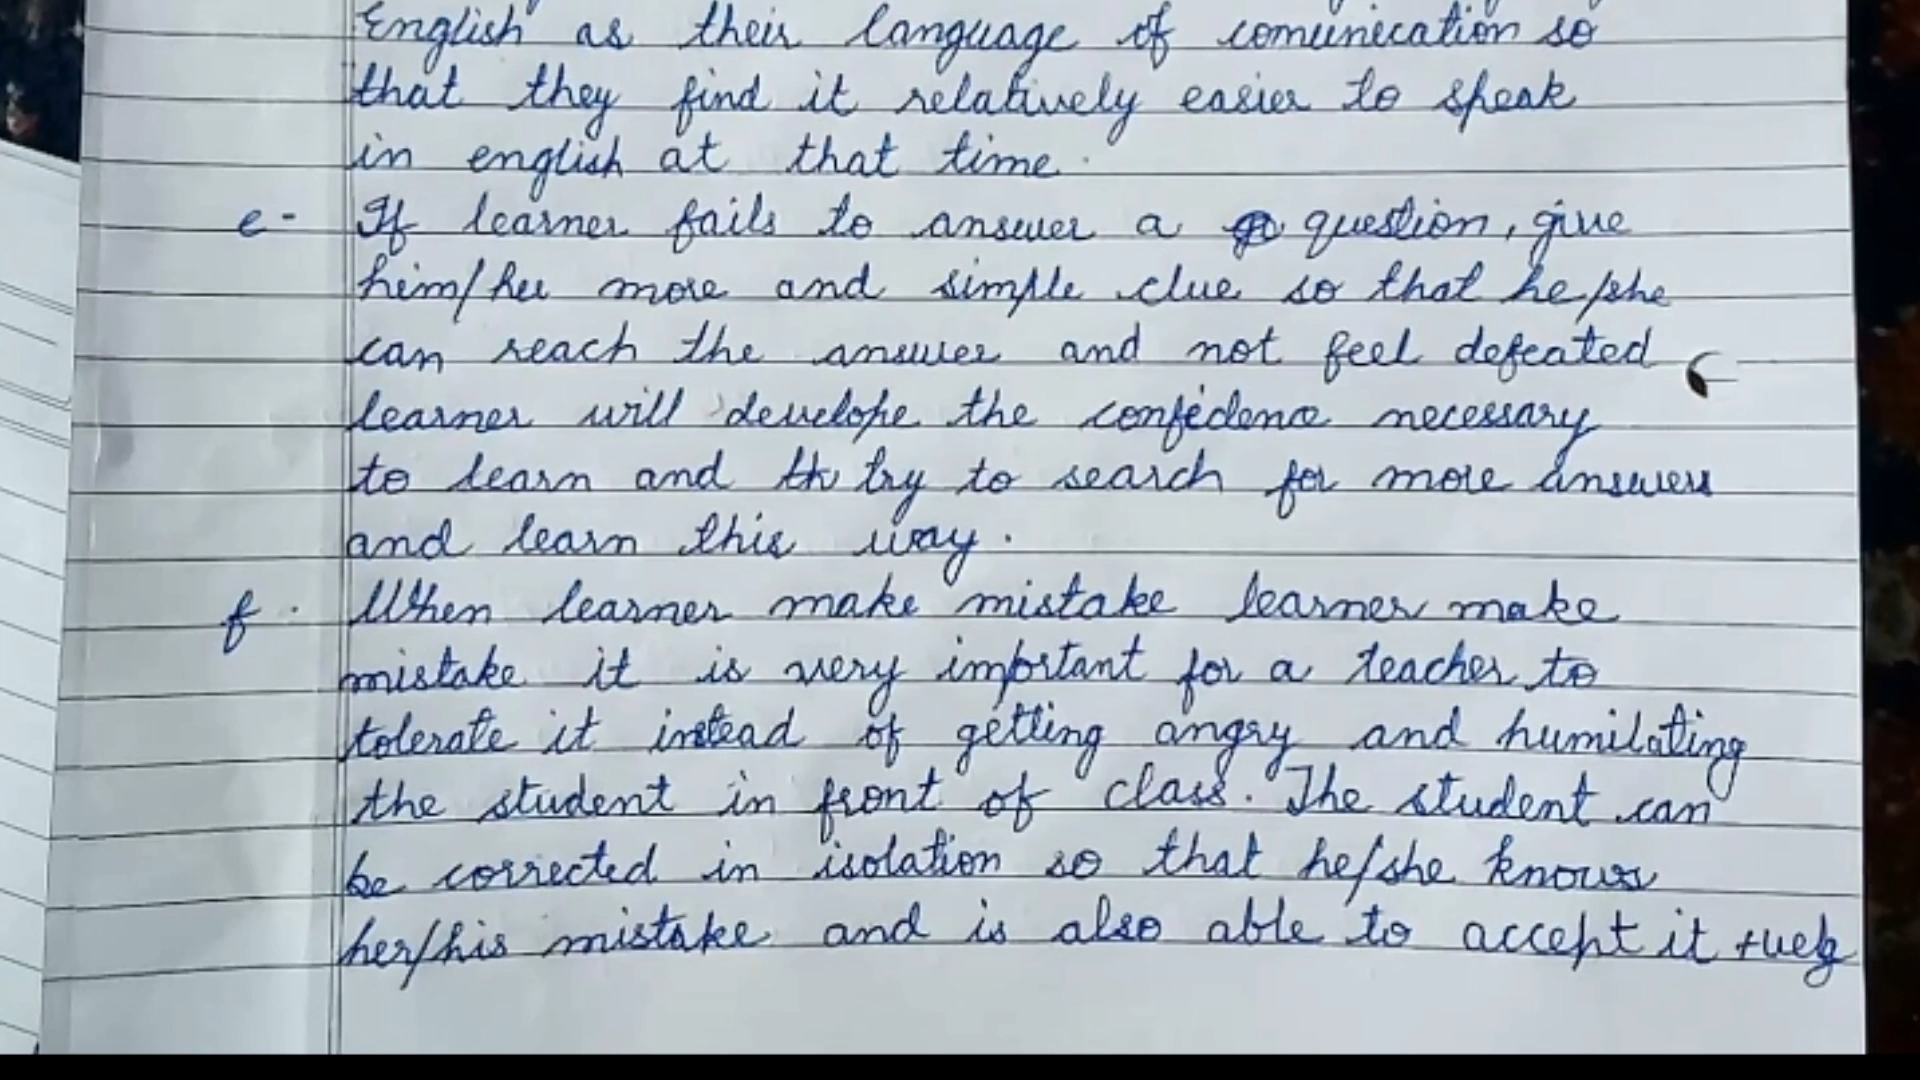 English as their language of comunication so
that they find it relatively easier to speak
in english at that time.
e- If learner fails to answer a question, give
him/her more and simple clue so that he/she
can reach the answer and not feel defeated
learner will develope the confidence necessary
to learn and try to search for more answers
and learn this way.
f. When learner make mistake learner make
mistake it is very important for a teacher to
tolerate it instead of getting angry and humilating
the student in front of class. The student can
be corrected in isolation so that he/she knows
her/his mistake and is also able to accept it